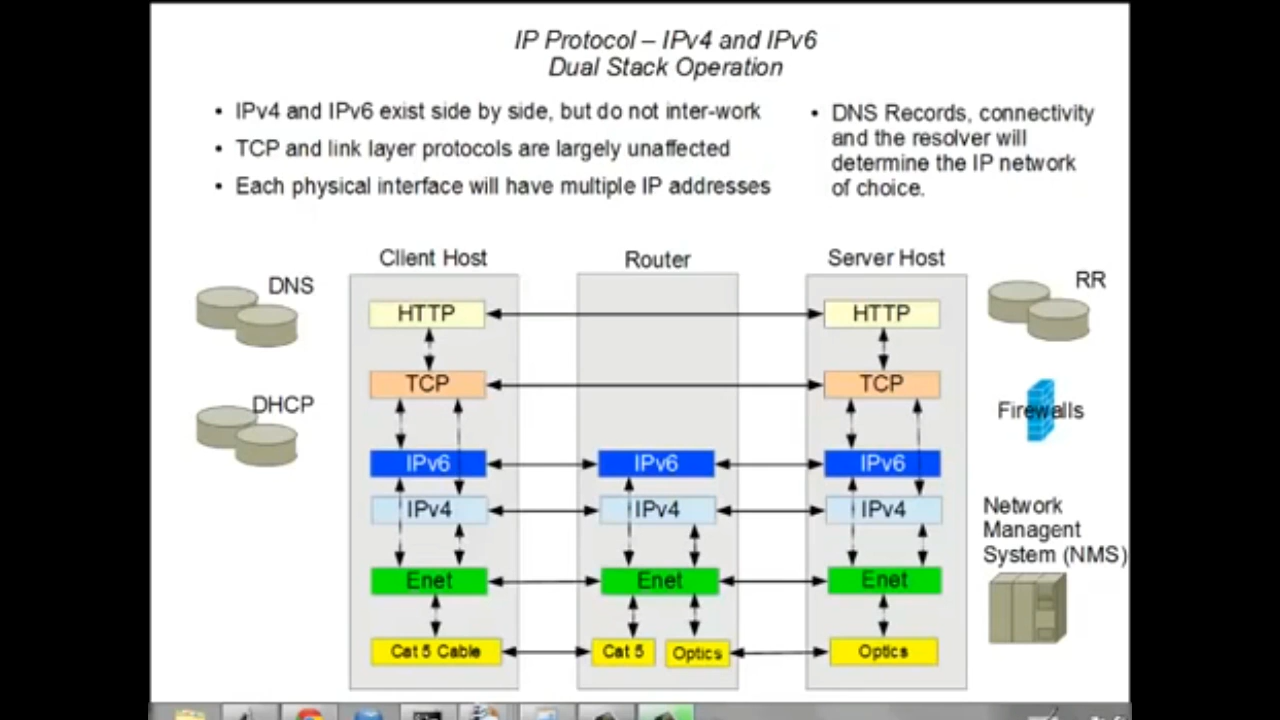 IP Protocol – IPv4 and IPv6
Dual Stack Operation
• IPv4 and IPv6 exist side by side, but do not inter-work
• TCP and link layer protocols are largely unaffected
• Each physical interface will have multiple IP addresses
• DNS Records, connectivity
and the resolver will
determine the IP network
of choice.
Client Host
Router
Server Host
DNS
RR
HTTP
HTTP
TCP
TCP
DHCP
Firewalls
IPv6
IPv6
IPv6
IPv4
IPv4
IPv4
Network
Managent
System (NMS)
Enet
Enet
Enet
Cat 5 Cable
Cat 5
Optics
Optics